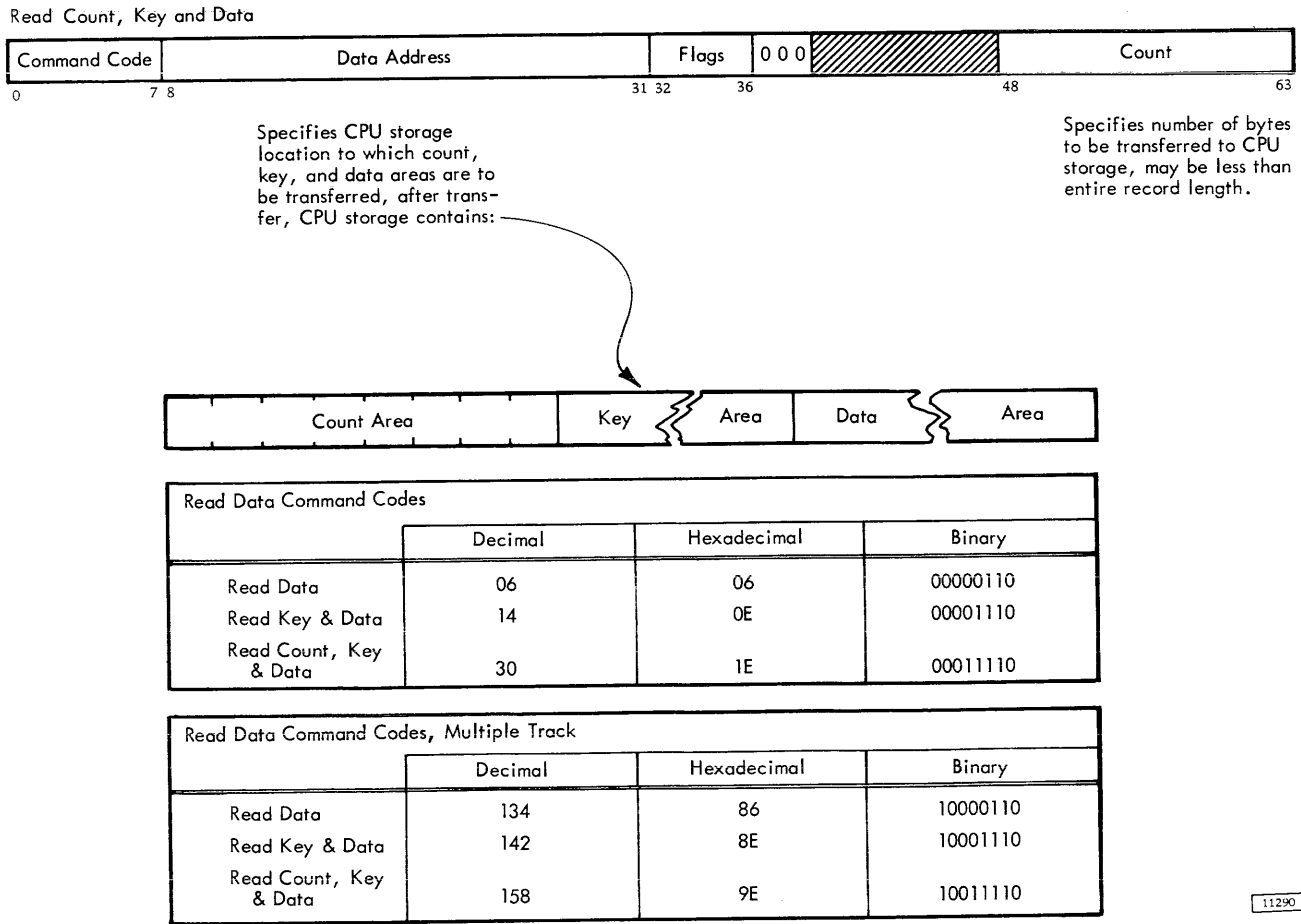 Read Count, Key and Data
Command Code Data Address Flags 0 0 0 Count
0 7 8 31 32 36 48 63
Specifies CPU storage
location to which count,
key, and data areas are to
be transferred, after trans-
fer, CPU storage contains:
Specifies number of bytes
to be transferred to CPU
storage, may be less than
entire record length.
Count Area Key Area Data Area
Read Data Command Codes
Decimal Hexadecimal Binary
Read Data 06 06 00000110
Read Key & Data 14 0E 00001110
Read Count, Key
& Data 30 1E 00011110
Read Data Command Codes, Multiple Track
Decimal Hexadecimal Binary
Read Data 134 86 10000110
Read Key & Data 142 8E 10001110
Read Count, Key
& Data 158 9E 10011110
11290